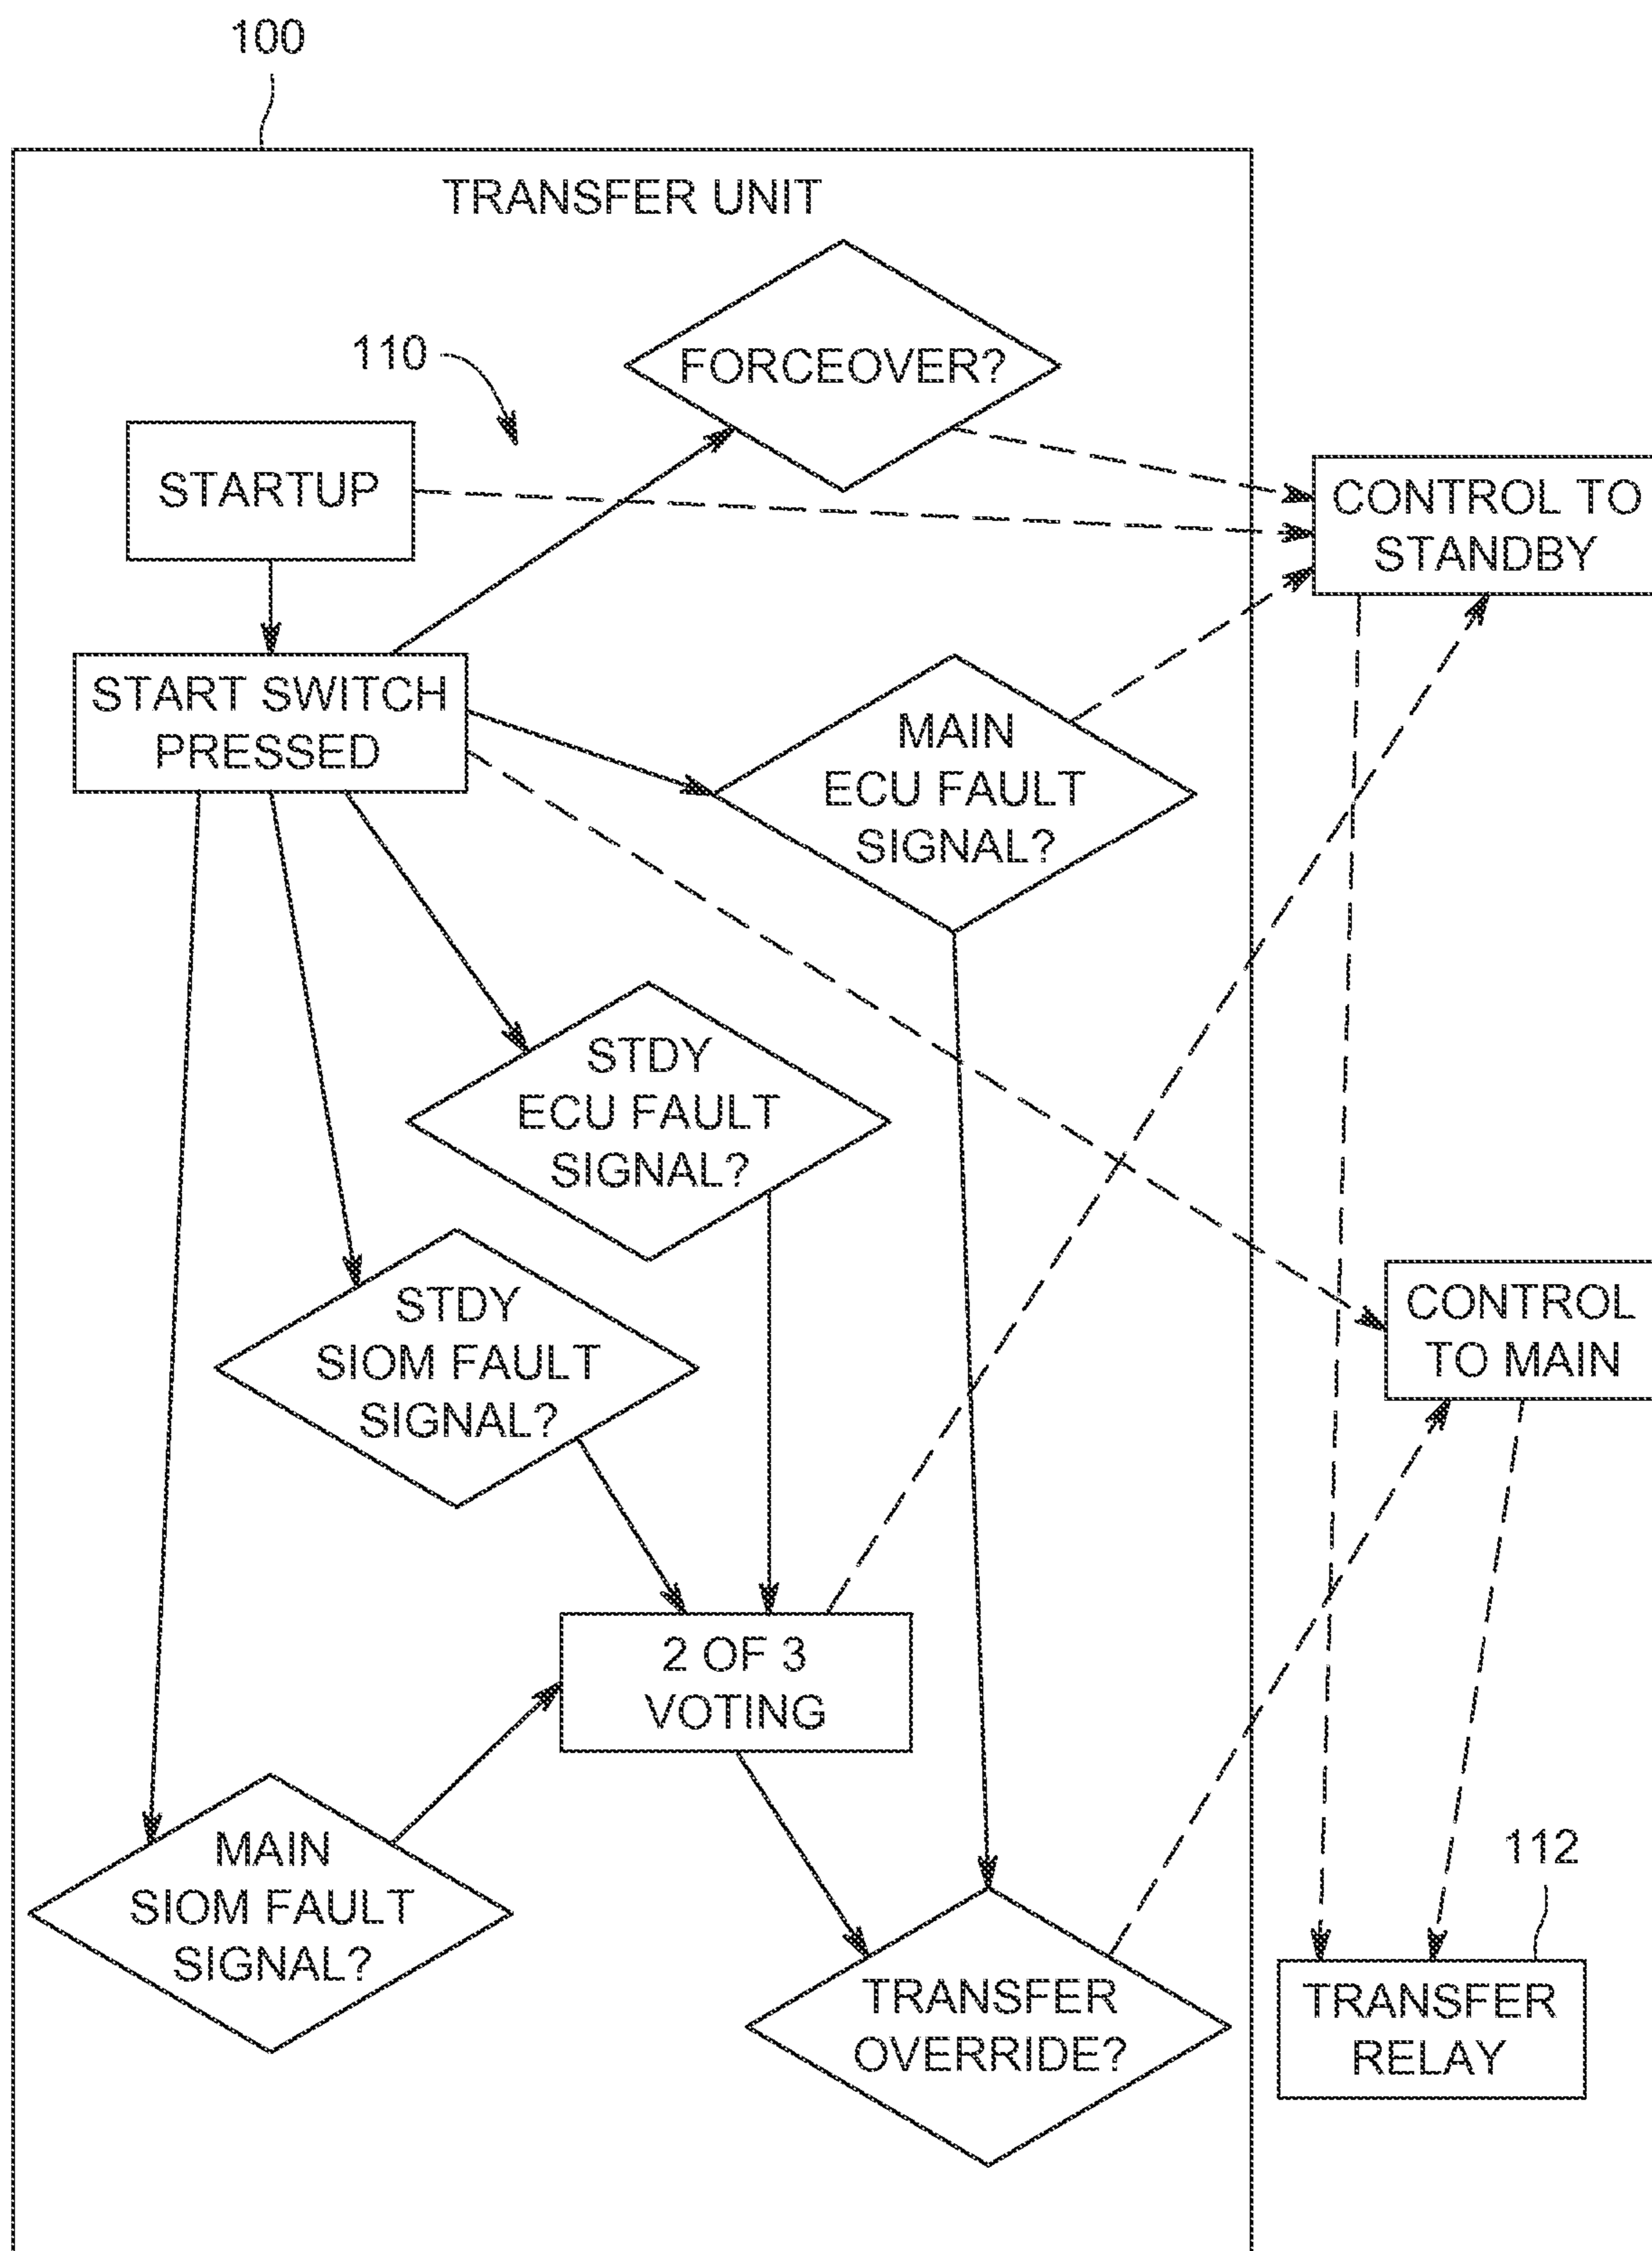 100
TRANSFER UNIT
110
FORCEOVER?
STARTUP
CONTROL TO
STANDBY
START SWITCH
PRESSED
MAIN
ECU FAULT
SIGNAL?
STDY
ECU FAULT
SIGNAL?
STDY
SIOM FAULT
SIGNAL?
CONTROL
TO MAIN
2 OF 3
VOTING
MAIN
SIOM FAULT
SIGNAL?
TRANSFER
OVERRIDE?
112
TRANSFER
RELAY